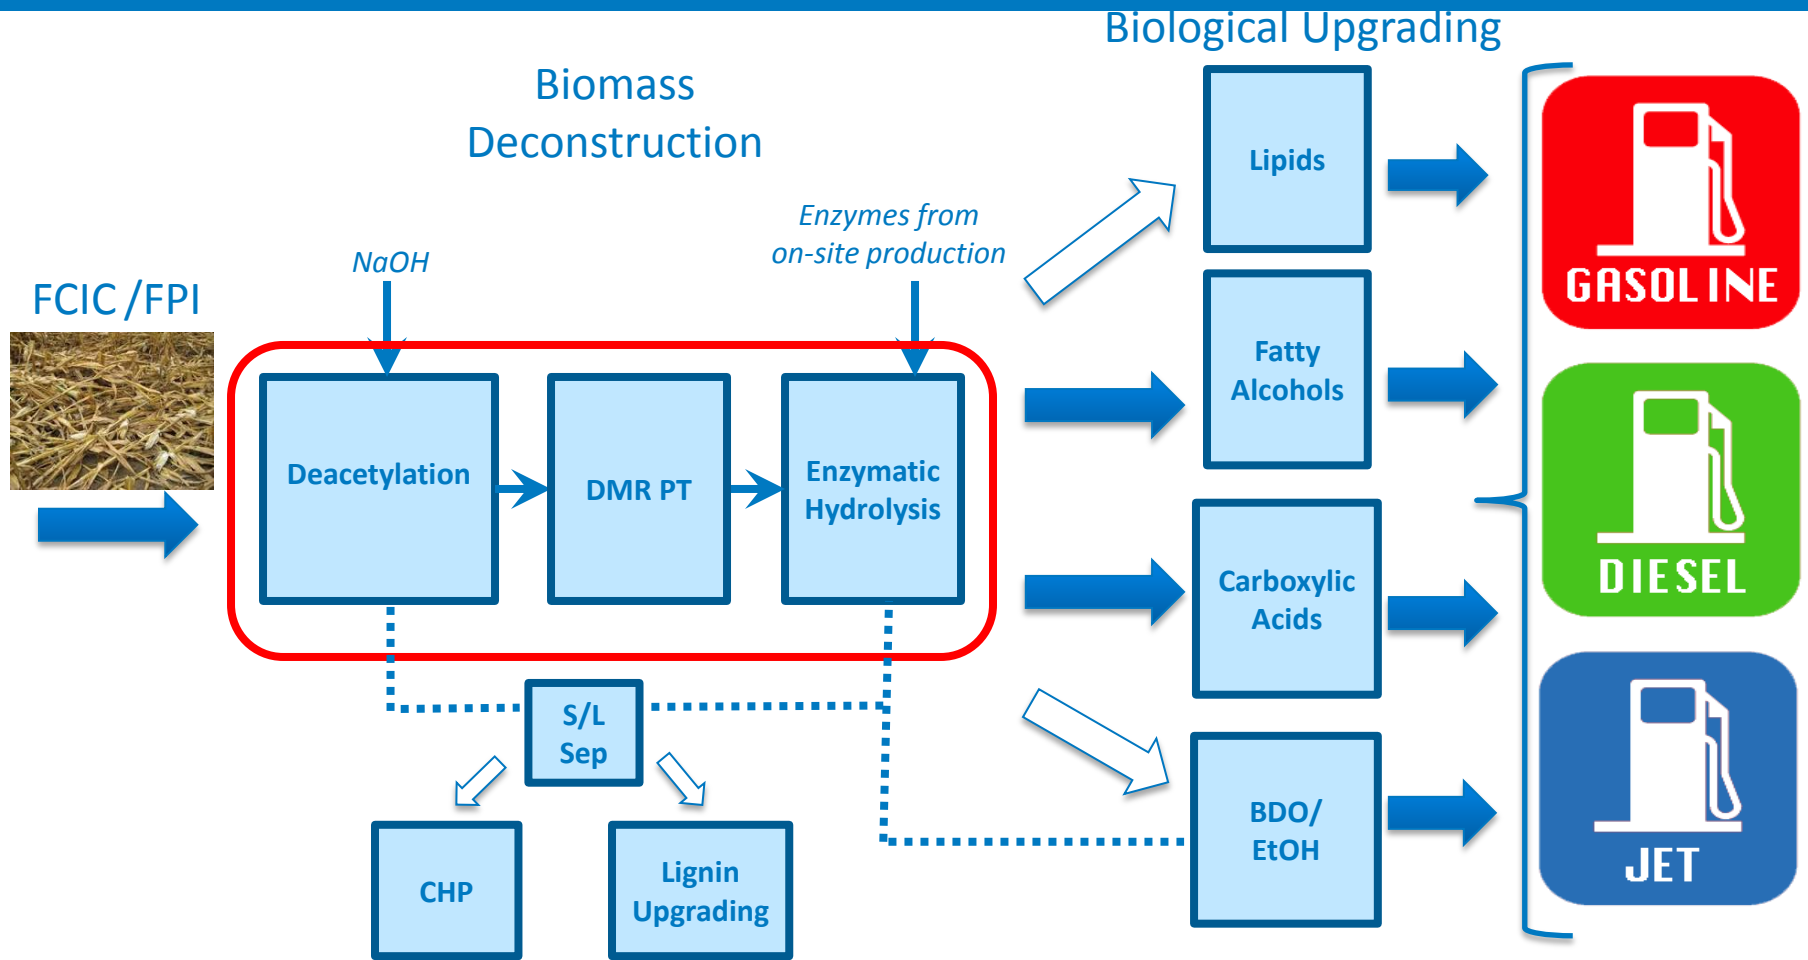 Biological Upgrading
Biomass
Deconstruction
FCIC /FPI
NaOH
Enzymes from
on-site production
Deacetylation
DMR PT
Enzymatic
Hydrolysis
S/L
Sep
CHP
Lignin
Upgrading
Lipids
Fatty
Alcohols
Carboxylic
Acids
BDO/
EtOH
GASOLINE
DIESEL
JET